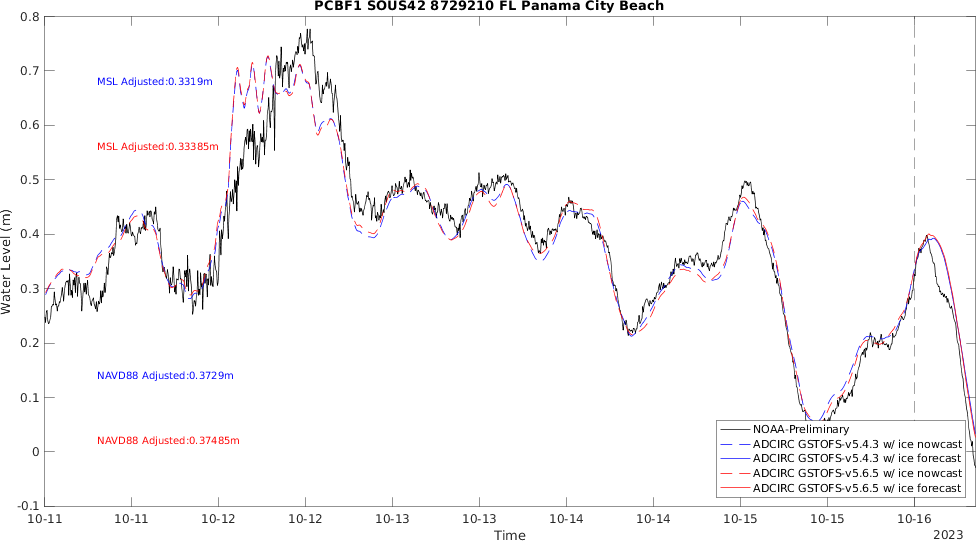 PCBF1 SOUS42 8729210 FL Panama City Beach
0.8
0.7
0.6
0.5
0.4
0.3
0.2
0.1
0
-0.1
Water Level (m)
MSL Adjusted:0.3319m
MSL Adjusted:0.33385m
NAVD88 Adjusted:0.3729m
NAVD88 Adjusted:0.37485m
NOAA-Preliminary
ADCIRC GSTOFS-v5.4.3 w/ ice nowcast
ADCIRC GSTOFS-v5.4.3 w/ ice forecast
ADCIRC GSTOFS-v5.6.5 w/ ice nowcast
ADCIRC GSTOFS-v5.6.5 w/ ice forecast
10-11 10-11 10-12 10-12 10-13 10-13 10-14 10-14 10-15 10-15 10-16
Time
2023